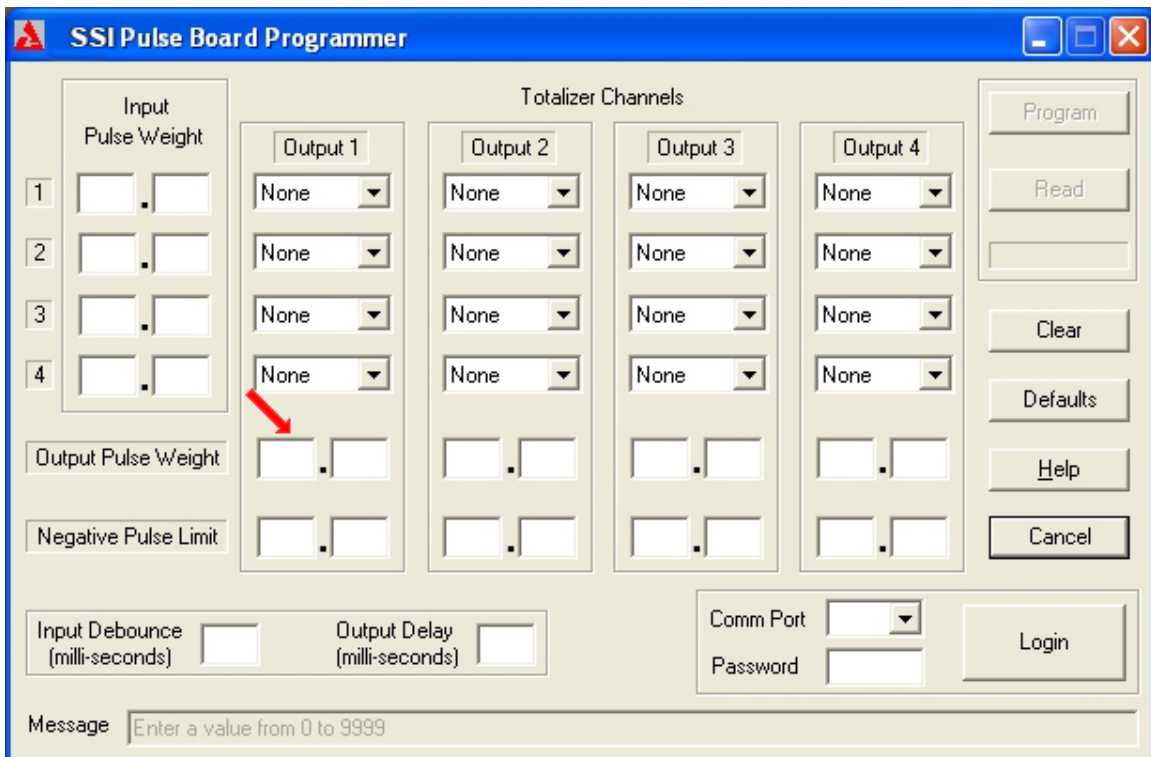 SSI Pulse Board Programmer
Input
Pulse Weight
Totalizer Channels
Output 1
Output 2
Output 3
Output 4
Program
1
.
None
None
None
None
Read
2
.
None
None
None
None
3
.
None
None
None
None
Clear
4
.
None
None
None
None
Defaults
Output Pulse Weight
.
.
.
.
Help
Negative Pulse Limit
.
.
.
.
Cancel
Input Debounce
(milli-seconds)
Output Delay
(milli-seconds)
Comm Port
Password
Login
Message
Enter a value from 0 to 9999